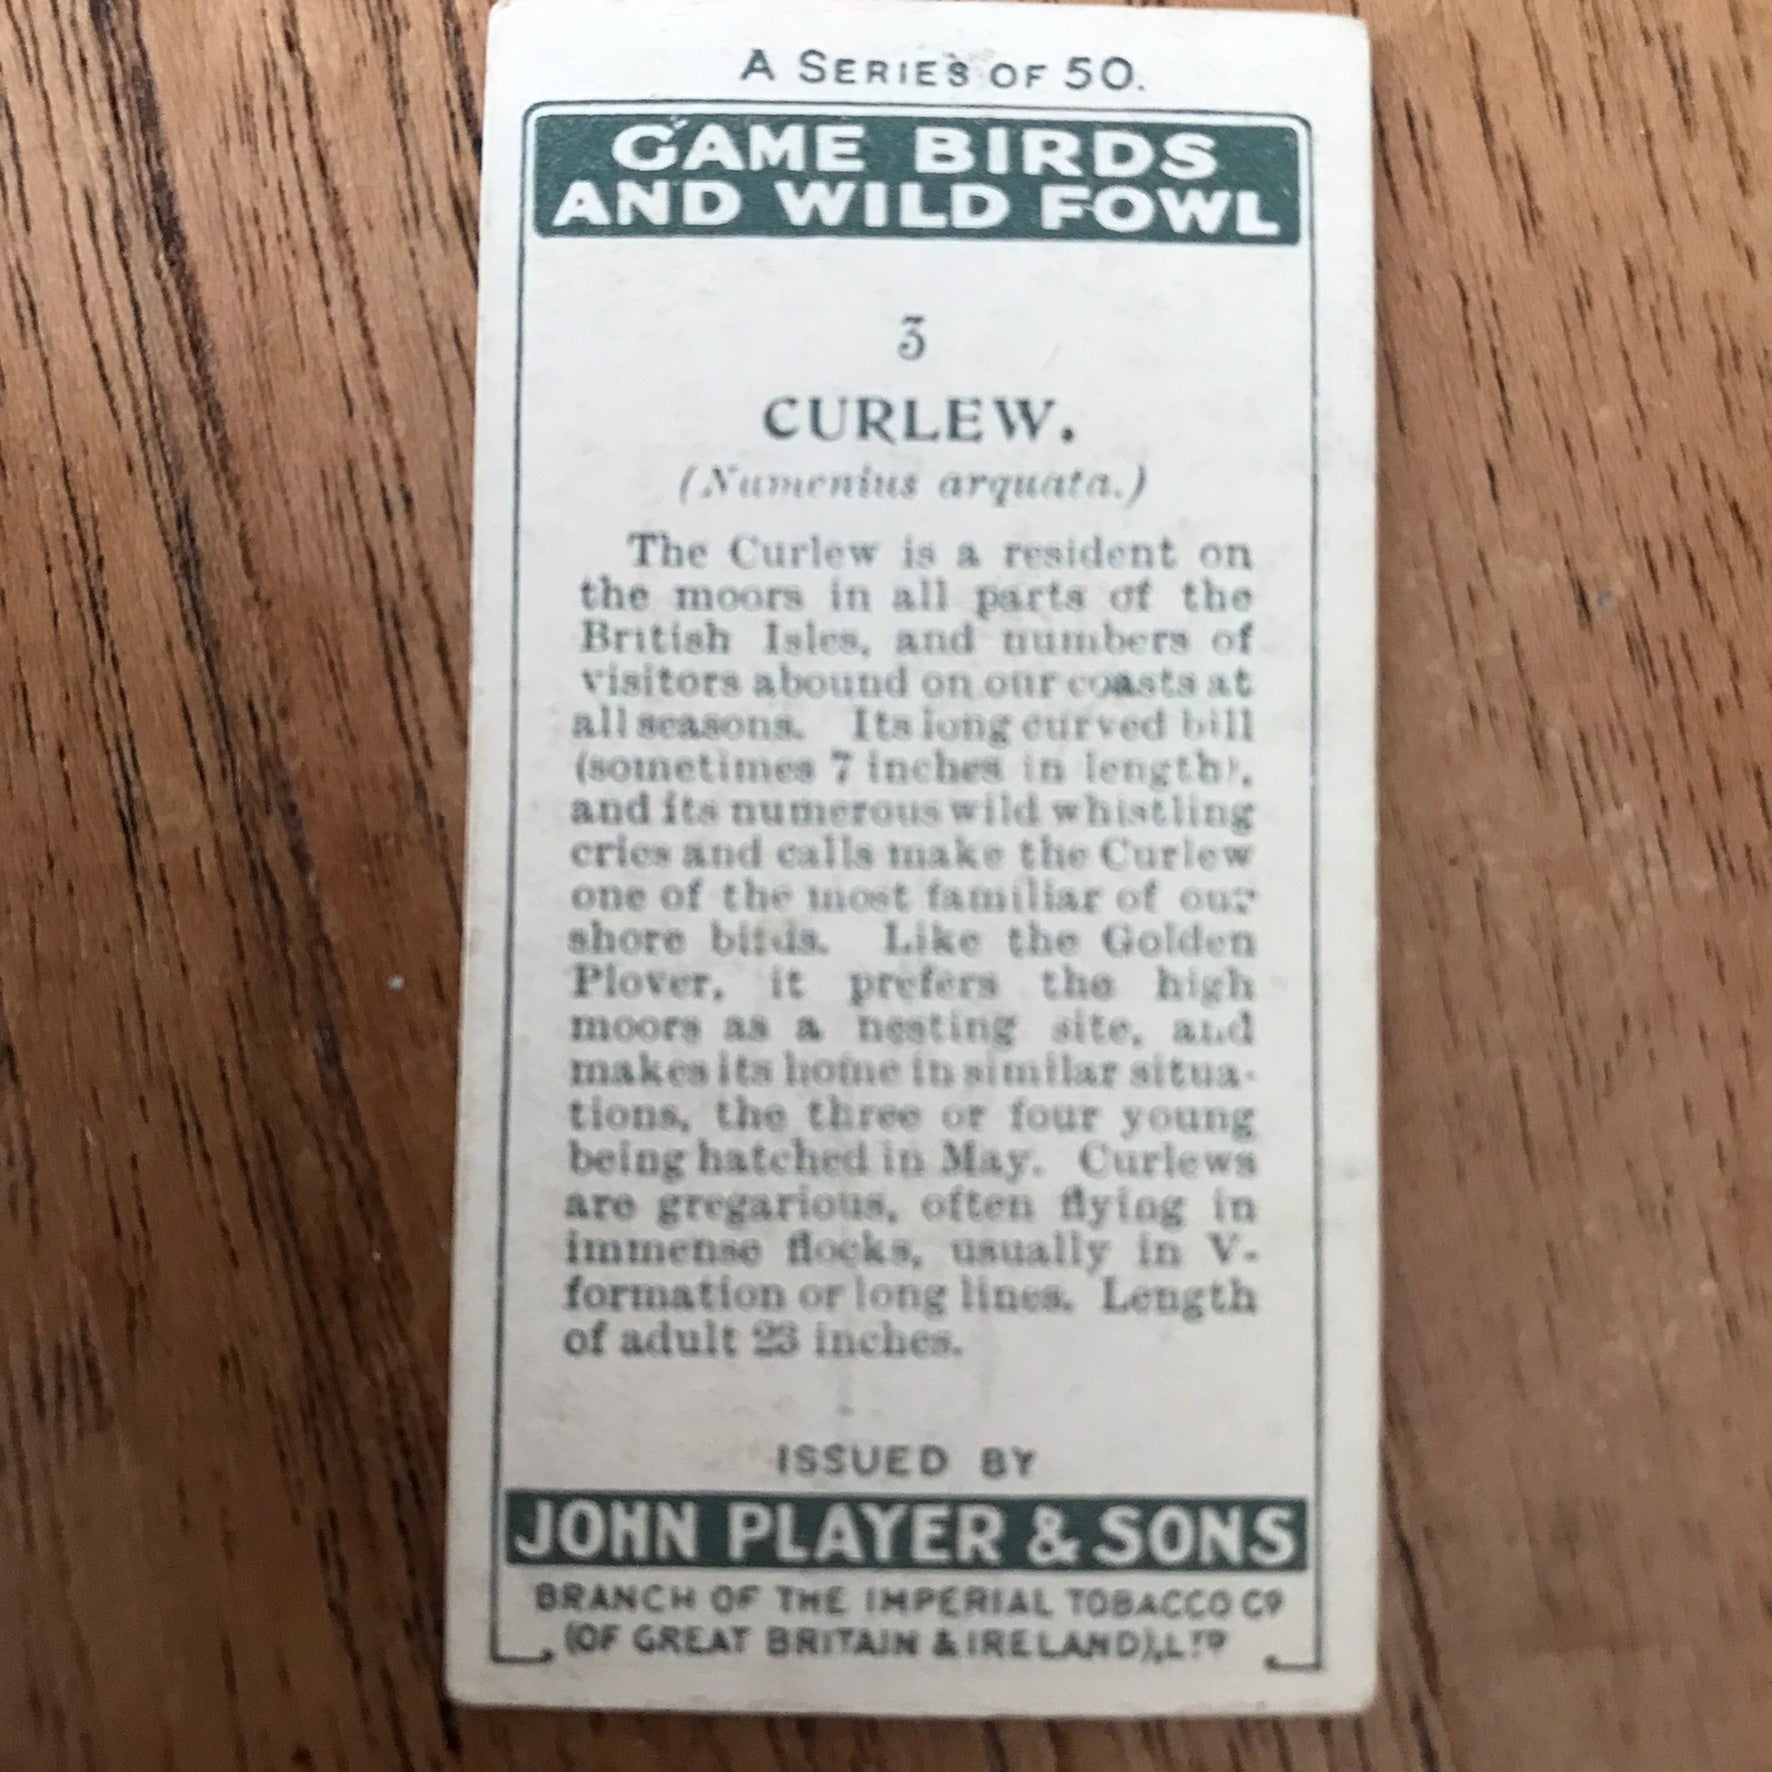 A SERIES OF 50.
GAME BIRDS
AND WILD FOWL
3
CURLEW.
(Numenius arquata.)
The Curlew is a resident on
the moors in all parts of the
British Isles, and numbers of
visitors abound on our coasts at
all seasons. Its long curved bill
(sometimes 7 inches in length),
and its numerous wild whistling
cries and calls make the Curlew
one of the most familiar of our
shore birds. Like the Golden
Plover, it prefers the high
moors as a nesting site, and
makes its home in similar situa-
tions, the three or four young
being hatched in May. Curlews
are gregarious, often flying in
immense flocks, usually in V-
formation or long lines. Length
of adult 23 inches.
ISSUED BY
JOHN PLAYER & SONS
BRANCH OF THE IMPERIAL TOBACCO Cº
(OF GREAT BRITAIN & IRELAND), LTD